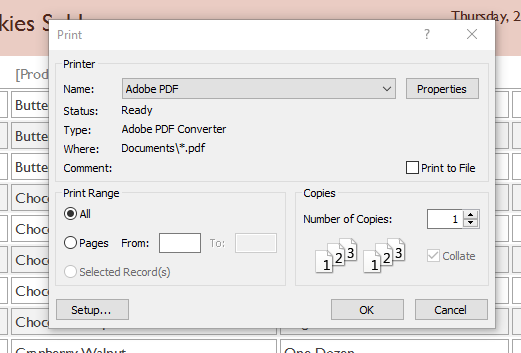 Thursday, 2
Print
? ×
[Prod
Printer
Name: Adobe PDF Properties
Status: Ready
Type: Adobe PDF Converter
Where: Documents\*.pdf
Comment: Print to File
Butte
Butte
Butte
Choc
Choc
Choc
Choc
Choc
Choc
Print Range
All
Pages From: To:
Selected Record(s)
Copies
Number of Copies: 1
1 2 3 1 2 3
Collate
Setup... OK Cancel
Cranberry Walnut One Dozen